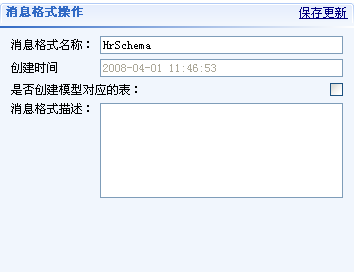 消息格式操作 保存更新
消息格式名称： HrSchema
创建时间 2008-04-01 11:46:53
是否创建模型对应的表：
消息格式描述：